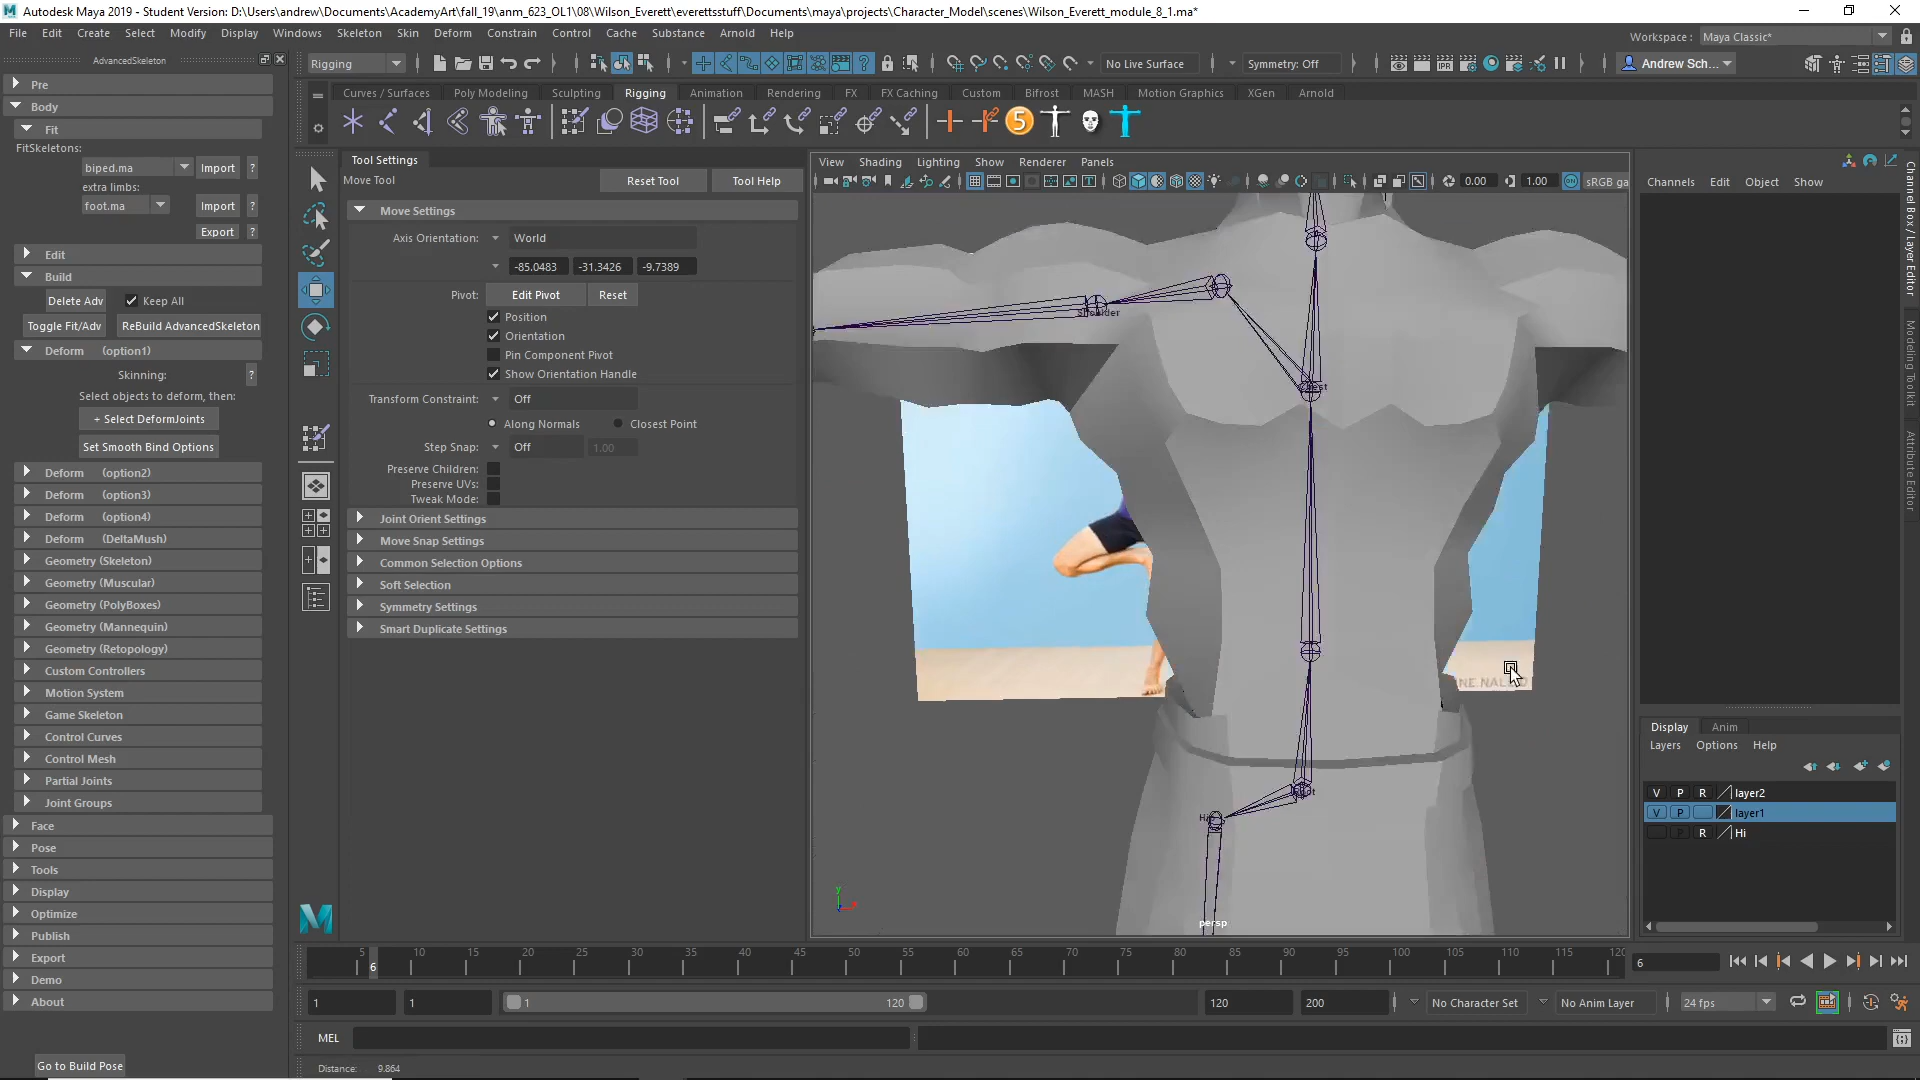 Autodesk Maya 2019 - Student Version: D:\Users\andrew\Documents\AcademyArt\fall_19\anm_623_OL1\08\Wilson_Everett\everettsstuff\Documents\maya\projects\Character_Model\scenes\Wilson_Everett_module_8_1.ma*
File Edit Create Select Modify Display Windows Skeleton Skin Deform Constrain Control Cache Substance Arnold Help
Workspace : Maya Classic*
AdvancedSkeleton
Rigging
No Live Surface
Symmetry: Off
Andrew Sch...
Curves / Surfaces Poly Modeling Sculpting Rigging Animation Rendering FX FX Caching Custom Bifrost MASH Motion Graphics XGen Arnold
5
Pre
Body
Fit
FitSkeletons:
biped.ma Import ?
extra limbs:
foot.ma Import ?
Export ?
Edit
Build
Delete Adv Keep All
Toggle Fit/Adv ReBuild AdvancedSkeleton
Deform (option1)
Skinning: ?
Select objects to deform, then:
+ Select DeformJoints
Set Smooth Bind Options
Deform (option2)
Deform (option3)
Deform (option4)
Deform (DeltaMush)
Geometry (Skeleton)
Geometry (Muscular)
Geometry (PolyBoxes)
Geometry (Mannequin)
Geometry (Retopology)
Custom Controllers
Motion System
Game Skeleton
Control Curves
Control Mesh
Partial Joints
Joint Groups
Face
Pose
Tools
Display
Optimize
Publish
Export
Demo
About
Go to Build Pose
Tool Settings
Move Tool Reset Tool Tool Help
Move Settings
Axis Orientation: World
-85.0483 -31.3426 -9.7389
Pivot: Edit Pivot Reset
Position
Orientation
Pin Component Pivot
Show Orientation Handle
Transform Constraint: Off
Along Normals Closest Point
Step Snap: Off 1.00
Preserve Children:
Preserve UVs:
Tweak Mode:
Joint Orient Settings
Move Snap Settings
Common Selection Options
Soft Selection
Symmetry Settings
Smart Duplicate Settings
View Shading Lighting Show Renderer Panels
0.00 1.00 sRGB ga
Shoulder
persp
y
Channels Edit Object Show
Channel Box / Layer Editor
Modeling Toolkit
Attribute Editor
Display Anim
Layers Options Help
V P R layer2
V P layer1
R Hi
5 10 15 20 25 30 35 40 45 50 55 60 65 70 75 80 85 90 95 100 105 110 115 120
6
6
1 1 1 120 120 200 No Character Set No Anim Layer 24 fps
MEL
Distance: 9.864